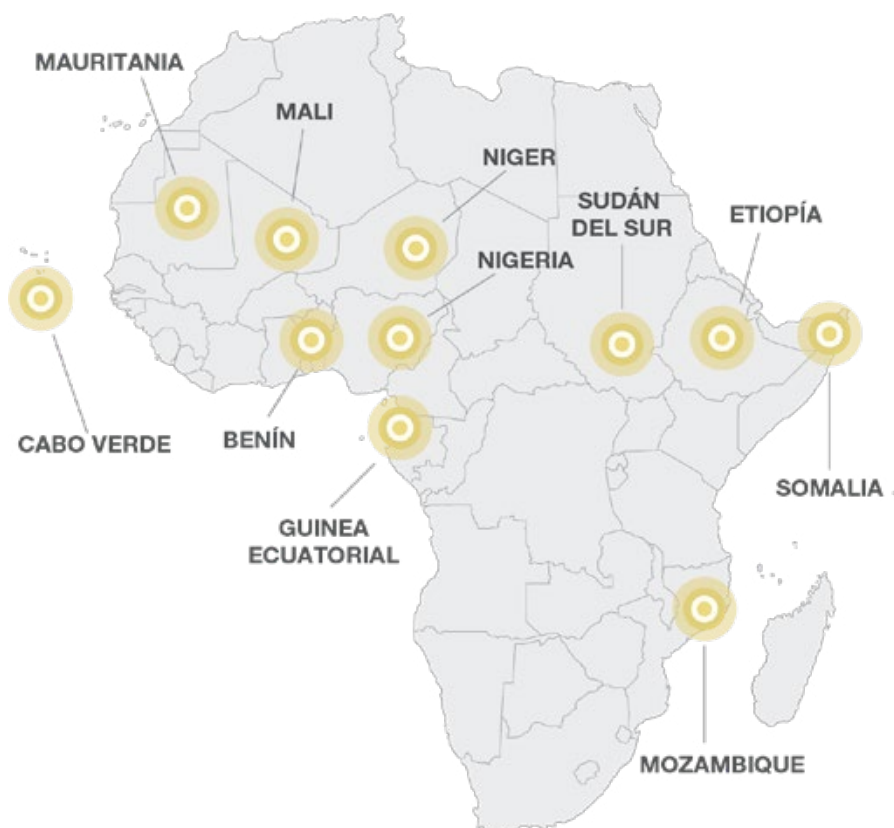 MAURITANIA
MALI
NIGER
SUDÁN
DEL SUR
ETIOPÍA
NIGERIA
CABO VERDE
BENÍN
SOMALIA
GUINEA
ECUATORIAL
MOZAMBIQUE